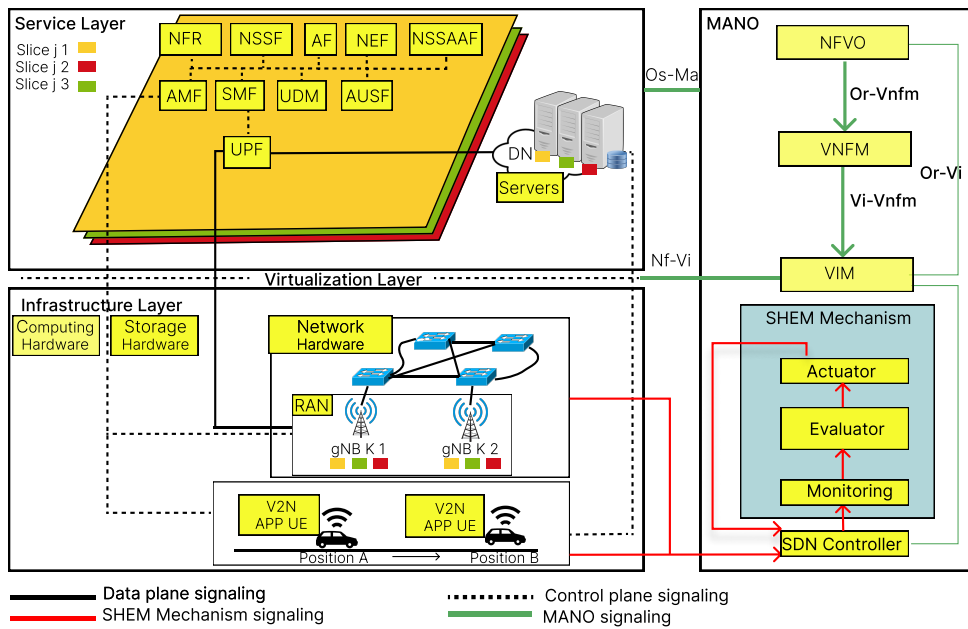 Service Layer
Slice j 1
Slice j 2
Slice j 3
NFR
NSSF
AF
NEF
NSSAAF
AMF
SMF
UDM
AUSF
UPF
DN
Servers
Virtualization Layer
Infrastructure Layer
Computing
Hardware
Storage
Hardware
Network
Hardware
RAN
gNB K 1
gNB K 2
V2N
APP UE
V2N
APP UE
Position A
Position B
Os-Ma
Nf-Vi
MANO
NFVO
Or-Vnfm
VNFM
Or-Vi
Vi-Vnfm
VIM
SHEM Mechanism
Actuator
Evaluator
Monitoring
SDN Controller
Data plane signaling
SHEM Mechanism signaling
Control plane signaling
MANO signaling